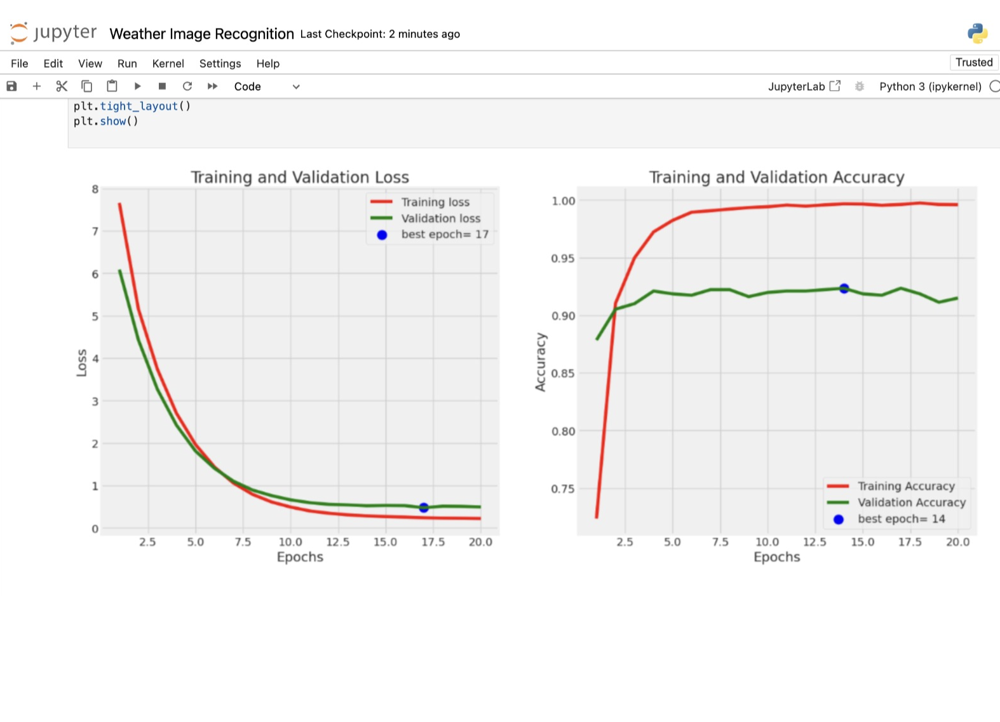 jupyter Weather Image Recognition Last Checkpoint: 2 minutes ago
File Edit View Run Kernel Settings Help Trusted
Code JupyterLab Python 3 (ipykernel)
plt.tight_layout()
plt.show()
Training and Validation Loss
8
7
6
5
4
3
2
1
0
Loss
Training loss
Validation loss
best epoch= 17
2.5 5.0 7.5 10.0 12.5 15.0 17.5 20.0
Epochs
Training and Validation Accuracy
1.00
0.95
0.90
0.85
0.80
0.75
Accuracy
Training Accuracy
Validation Accuracy
best epoch= 14
2.5 5.0 7.5 10.0 12.5 15.0 17.5 20.0
Epochs